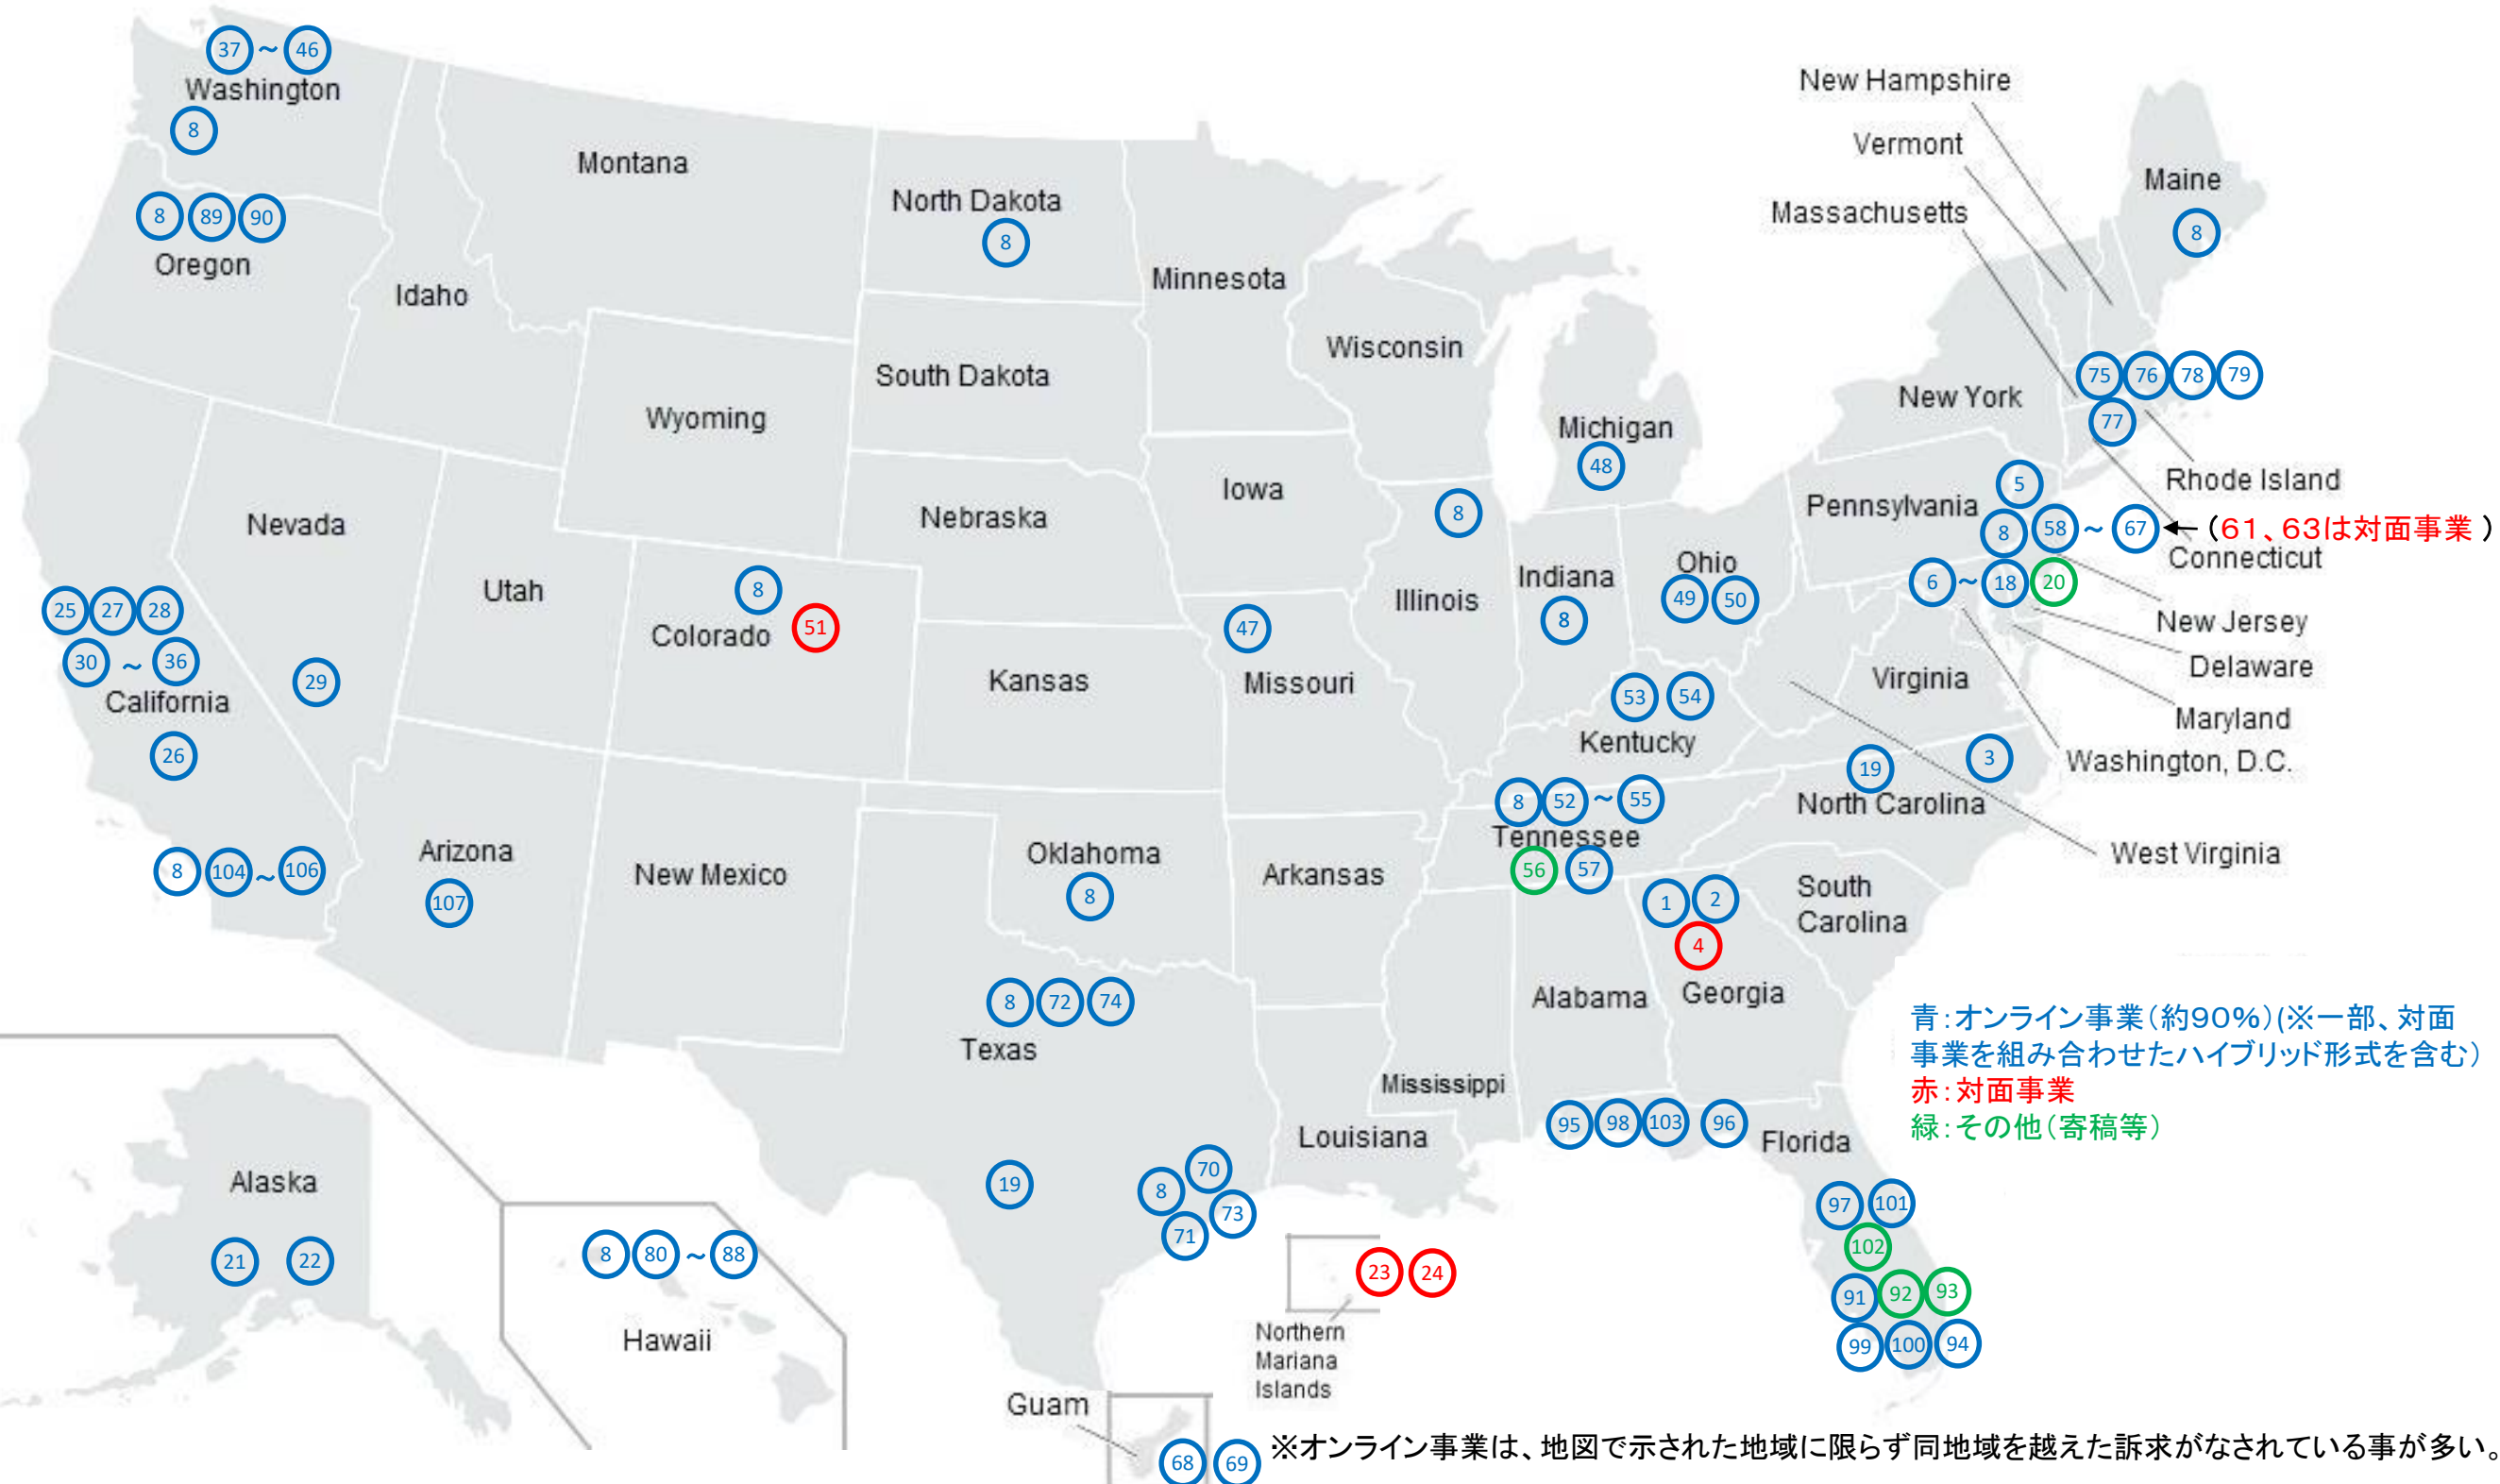 37 ~ 46
Washington
8
New Hampshire
Vermont
Massachusetts
Maine
8
Montana
North Dakota
8
8 89 90
Oregon
Idaho
Minnesota
Wisconsin
South Dakota
Wyoming
New York
75 76 78 79
77
Michigan
48
Iowa
Nebraska
Nevada
29
Pennsylvania
5
8 58 ~ 67 ←（61、63は対面事業）
Rhode Island
Connecticut
6 ~ 18 20
New Jersey
Delaware
Maryland
Washington, D.C.
West Virginia
Utah
8
Colorado
51
Kansas
47
Missouri
8
Illinois
Indiana
8
Ohio
49 50
25 27 28
30 ~ 36
California
26
8 104 ~ 106
Virginia
53 54
Kentucky
19
3
North Carolina
8 52 ~ 55
Tennessee
56 57
Arizona
107
New Mexico
Oklahoma
8
Arkansas
1 2
4
Georgia
South
Carolina
Alabama
Mississippi
Louisiana
8 72 74
Texas
19
8 70
73
71
95 98 103 96
Florida
97 101
102
91 92 93
99 100 94
青：オンライン事業（約90%）(※一部、対面
事業を組み合わせたハイブリッド形式を含む）
赤：対面事業
緑：その他（寄稿等）
Alaska
21 22
8 80 ~ 88
Hawaii
23 24
Northern
Mariana
Islands
Guam
68 69
※オンライン事業は、地図で示された地域に限らず同地域を越えた訴求がなされている事が多い。